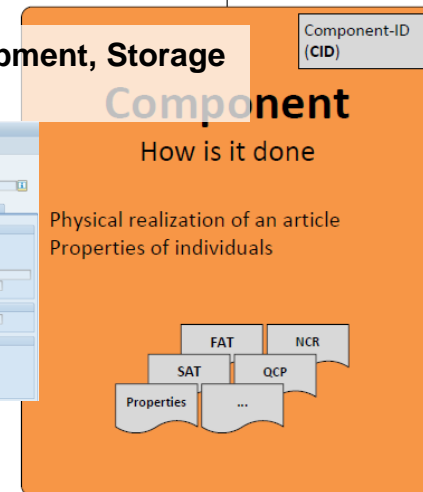 Component-ID
(CID)
pment, Storage
Component
How is it done
Physical realization of an article
Properties of individuals
FAT
NCR
SAT
QCP
Properties
...